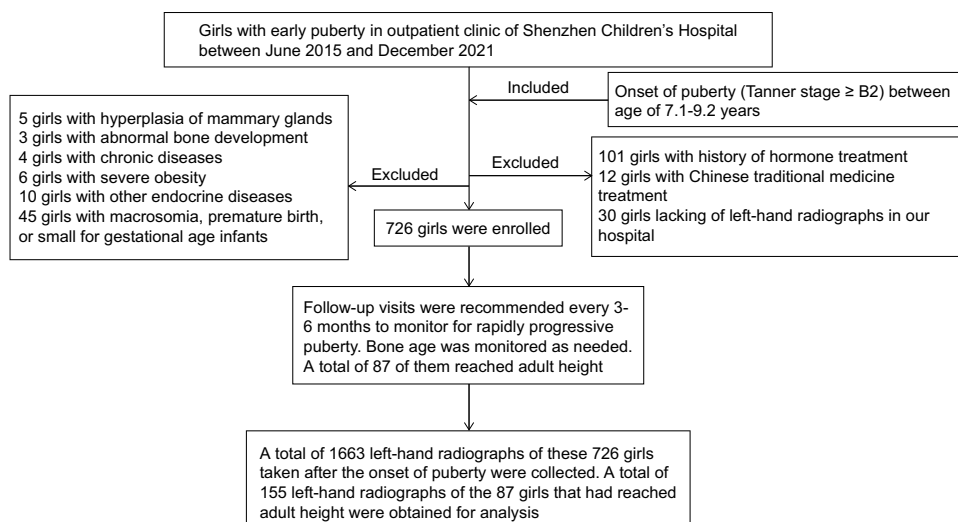 Girls with early puberty in outpatient clinic of Shenzhen Children's Hospital
between June 2015 and December 2021
Included
Onset of puberty (Tanner stage ≥ B2) between
age of 7.1-9.2 years
5 girls with hyperplasia of mammary glands
3 girls with abnormal bone development
4 girls with chronic diseases
6 girls with severe obesity
10 girls with other endocrine diseases
45 girls with macrosomia, premature birth,
or small for gestational age infants
Excluded
Excluded
101 girls with history of hormone treatment
12 girls with Chinese traditional medicine
treatment
30 girls lacking of left-hand radiographs in our
hospital
726 girls were enrolled
Follow-up visits were recommended every 3-
6 months to monitor for rapidly progressive
puberty. Bone age was monitored as needed.
A total of 87 of them reached adult height
A total of 1663 left-hand radiographs of these 726 girls
taken after the onset of puberty were collected. A total of
155 left-hand radiographs of the 87 girls that had reached
adult height were obtained for analysis